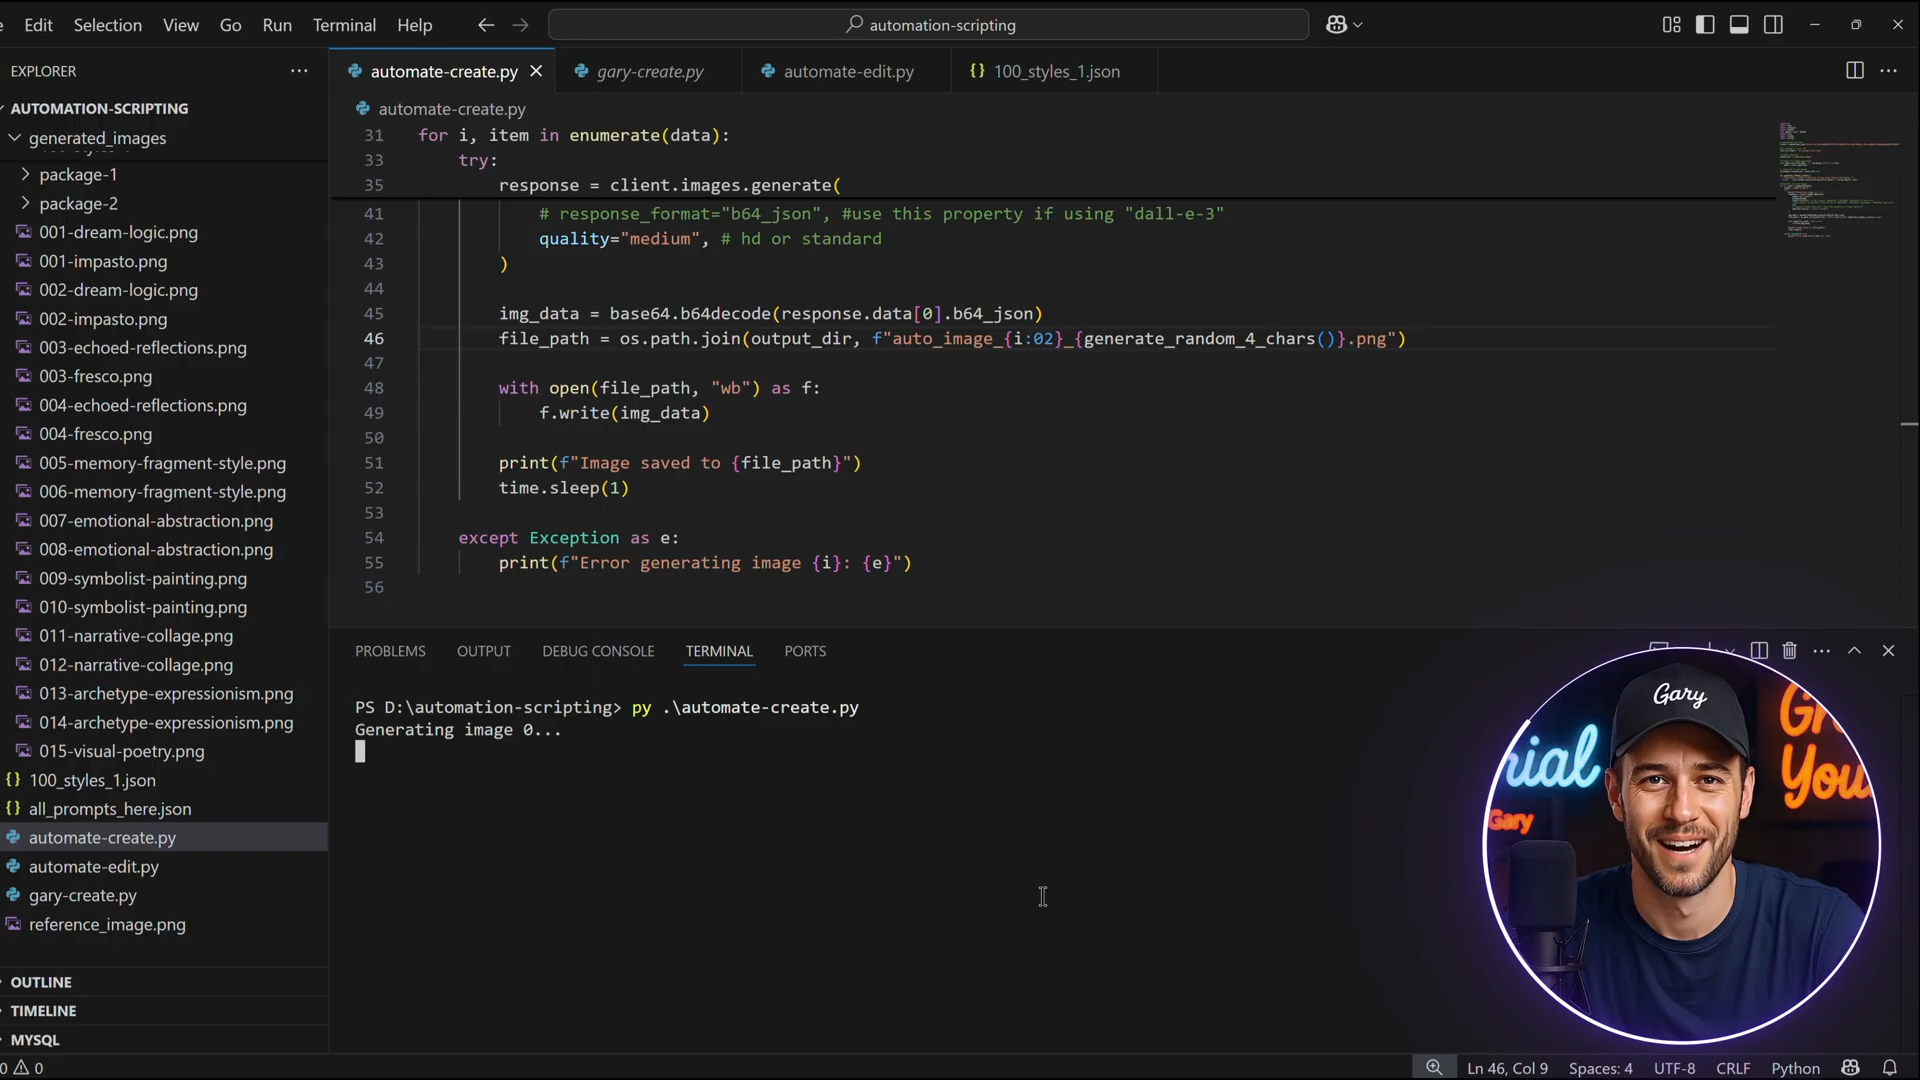 Edit Selection View Go Run Terminal Help
automation-scripting
EXPLORER
AUTOMATION-SCRIPTING
generated_images
package-1
package-2
001-dream-logic.png
001-impasto.png
002-dream-logic.png
002-impasto.png
003-echoed-reflections.png
003-fresco.png
004-echoed-reflections.png
004-fresco.png
005-memory-fragment-style.png
006-memory-fragment-style.png
007-emotional-abstraction.png
008-emotional-abstraction.png
009-symbolist-painting.png
010-symbolist-painting.png
011-narrative-collage.png
012-narrative-collage.png
013-archetype-expressionism.png
014-archetype-expressionism.png
015-visual-poetry.png
{} 100_styles_1.json
{} all_prompts_here.json
automate-create.py
automate-edit.py
gary-create.py
reference_image.png
OUTLINE
TIMELINE
MYSQL
automate-create.py gary-create.py automate-edit.py {} 100_styles_1.json
automate-create.py
31 for i, item in enumerate(data):
33 try:
35 response = client.images.generate(
41 # response_format="b64_json", #use this property if using "dall-e-3"
42 quality="medium", # hd or standard
43 )
44
45 img_data = base64.b64decode(response.data[0].b64_json)
46 file_path = os.path.join(output_dir, f"auto_image_{i:02}_{generate_random_4_chars()}.png")
47
48 with open(file_path, "wb") as f:
49 f.write(img_data)
50
51 print(f"Image saved to {file_path}")
52 time.sleep(1)
53
54 except Exception as e:
55 print(f"Error generating image {i}: {e}")
56
PROBLEMS OUTPUT DEBUG CONSOLE TERMINAL PORTS
PS D:\automation-scripting> py .\automate-create.py
Generating image 0...
Gary
rial
Gary
You
0 0
Ln 46, Col 9 Spaces: 4 UTF-8 CRLF Python